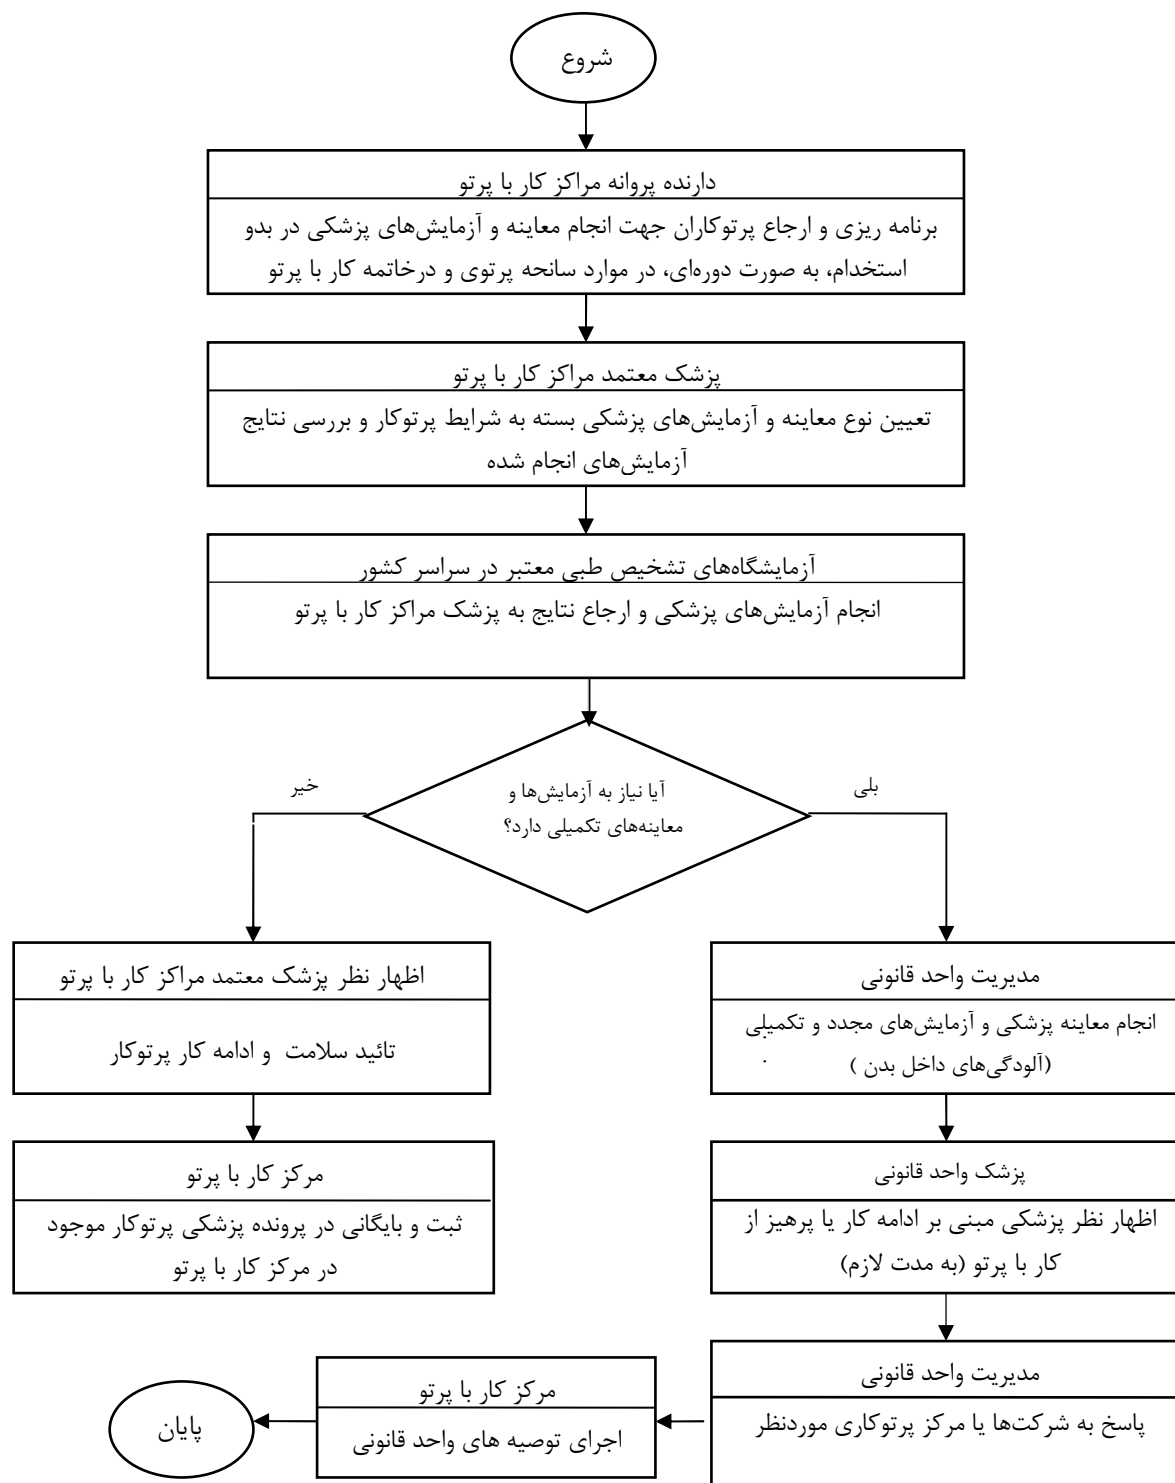 شروع
دارنده پروانه مراکز کار با پرتو
برنامه ریزی و ارجاع پرتوکاران جهت انجام معاینه و آزمایش‌های پزشکی در بدو
استخدام، به صورت دوره‌ای، در موارد سانحه پرتوی و درخاتمه کار با پرتو
پزشک معتمد مراکز کار با پرتو
تعیین نوع معاینه و آزمایش‌های پزشکی بسته به شرایط پرتوکار و بررسی نتایج
آزمایش‌های انجام شده
آزمایشگاه‌های تشخیص طبی معتبر در سراسر کشور
انجام آزمایش‌های پزشکی و ارجاع نتایج به پزشک مراکز کار با پرتو
آیا نیاز به آزمایش‌ها و
معاینه‌های تکمیلی دارد؟
بلی
خیر
مدیریت واحد قانونی
انجام معاینه پزشکی و آزمایش‌های مجدد و تکمیلی
(آلودگی‌های داخل بدن ) .
اظهار نظر پزشک معتمد مراکز کار با پرتو
تائید سلامت و ادامه کار پرتوکار
پزشک واحد قانونی
اظهار نظر پزشکی مبنی بر ادامه کار یا پرهیز از
کار با پرتو (به مدت لازم)
مرکز کار با پرتو
ثبت و بایگانی در پرونده پزشکی پرتوکار موجود
در مرکز کار با پرتو
مدیریت واحد قانونی
پاسخ به شرکت‌ها یا مرکز پرتوکاری موردنظر
مرکز کار با پرتو
اجرای توصیه های واحد قانونی
پایان